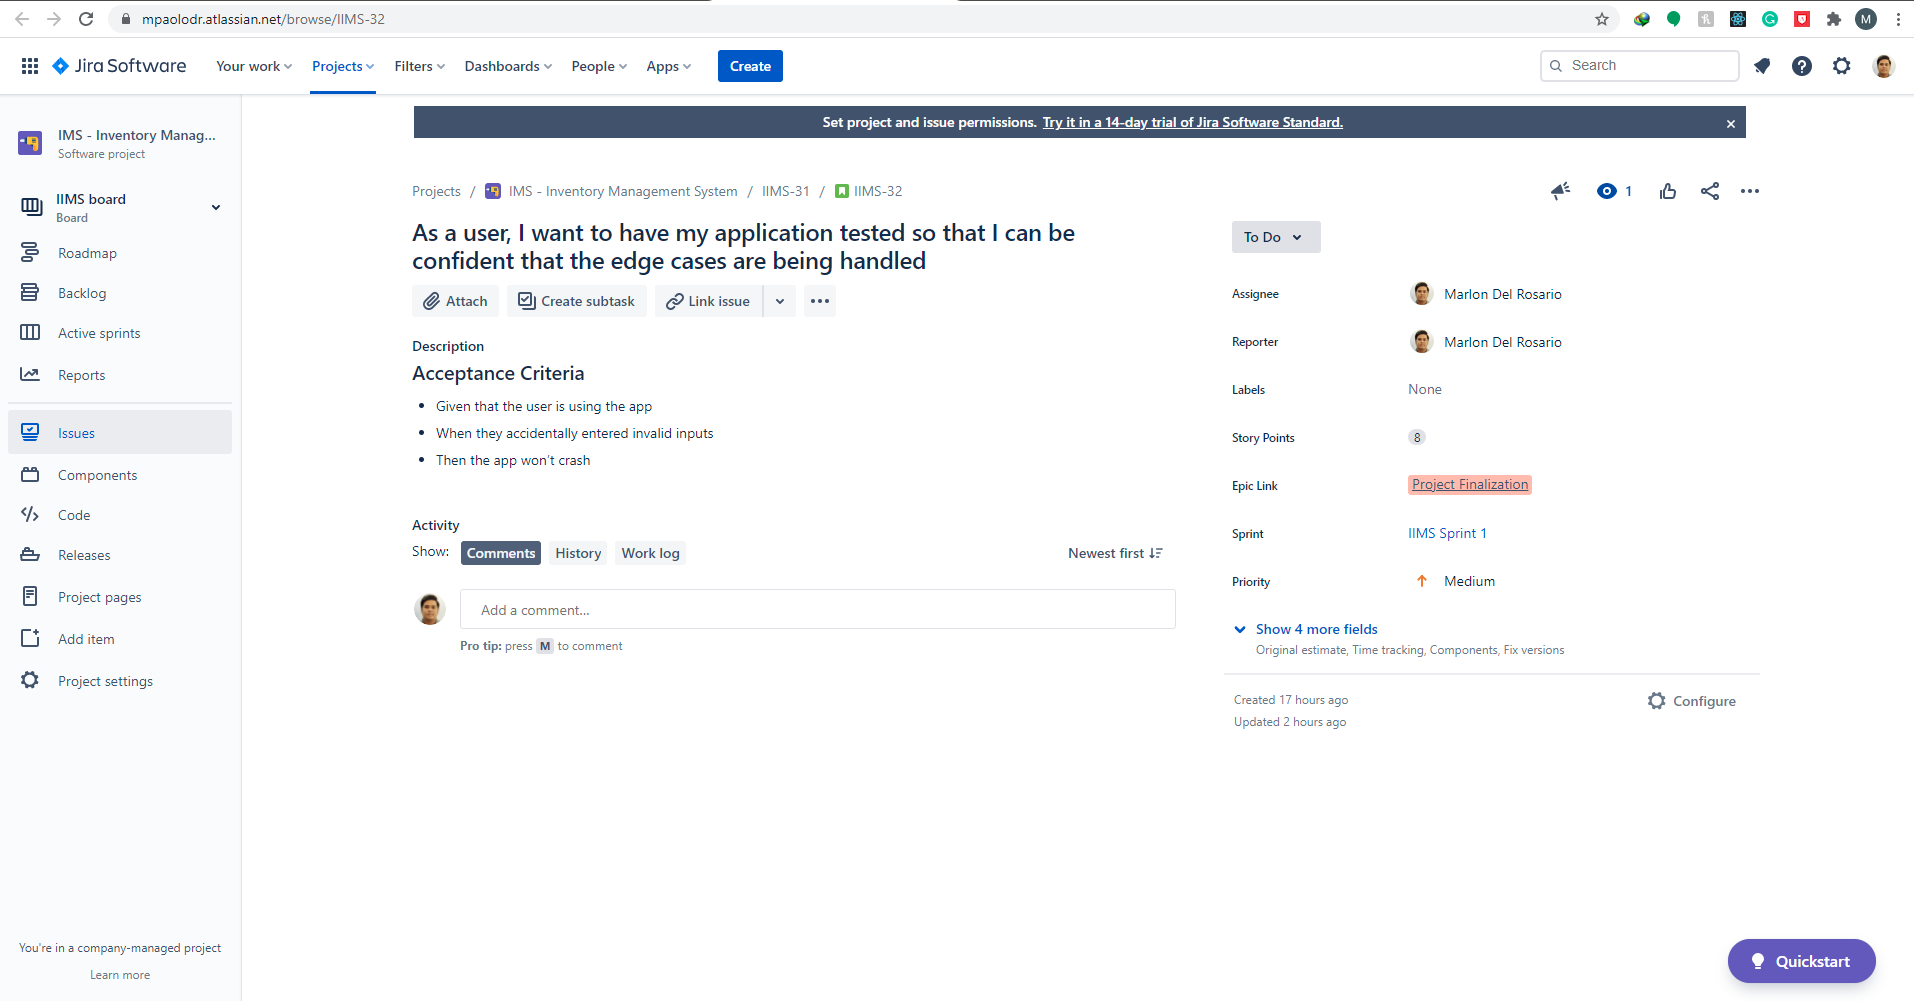 mpaolodr.atlassian.net/browse/IIMS-32
M
Jira Software
Your work
Projects
Filters
Dashboards
People
Apps
Create
Search
IMS - Inventory Manag...
Software project
IIMS board
Board
Roadmap
Backlog
Active sprints
Reports
Issues
Components
Code
Releases
Project pages
Add item
Project settings
You're in a company-managed project
Learn more
Set project and issue permissions. Try it in a 14-day trial of Jira Software Standard.
Projects / IMS - Inventory Management System / IIMS-31 / IIMS-32
1
As a user, I want to have my application tested so that I can be
confident that the edge cases are being handled
Attach
Create subtask
Link issue
Description
Acceptance Criteria
• Given that the user is using the app
• When they accidentally entered invalid inputs
• Then the app won't crash
Activity
Show: Comments History Work log
Newest first
Add a comment...
Pro tip: press M to comment
To Do
Assignee Marlon Del Rosario
Reporter Marlon Del Rosario
Labels None
Story Points 8
Epic Link Project Finalization
Sprint IIMS Sprint 1
Priority Medium
Show 4 more fields
Original estimate, Time tracking, Components, Fix versions
Created 17 hours ago
Updated 2 hours ago
Configure
Quickstart